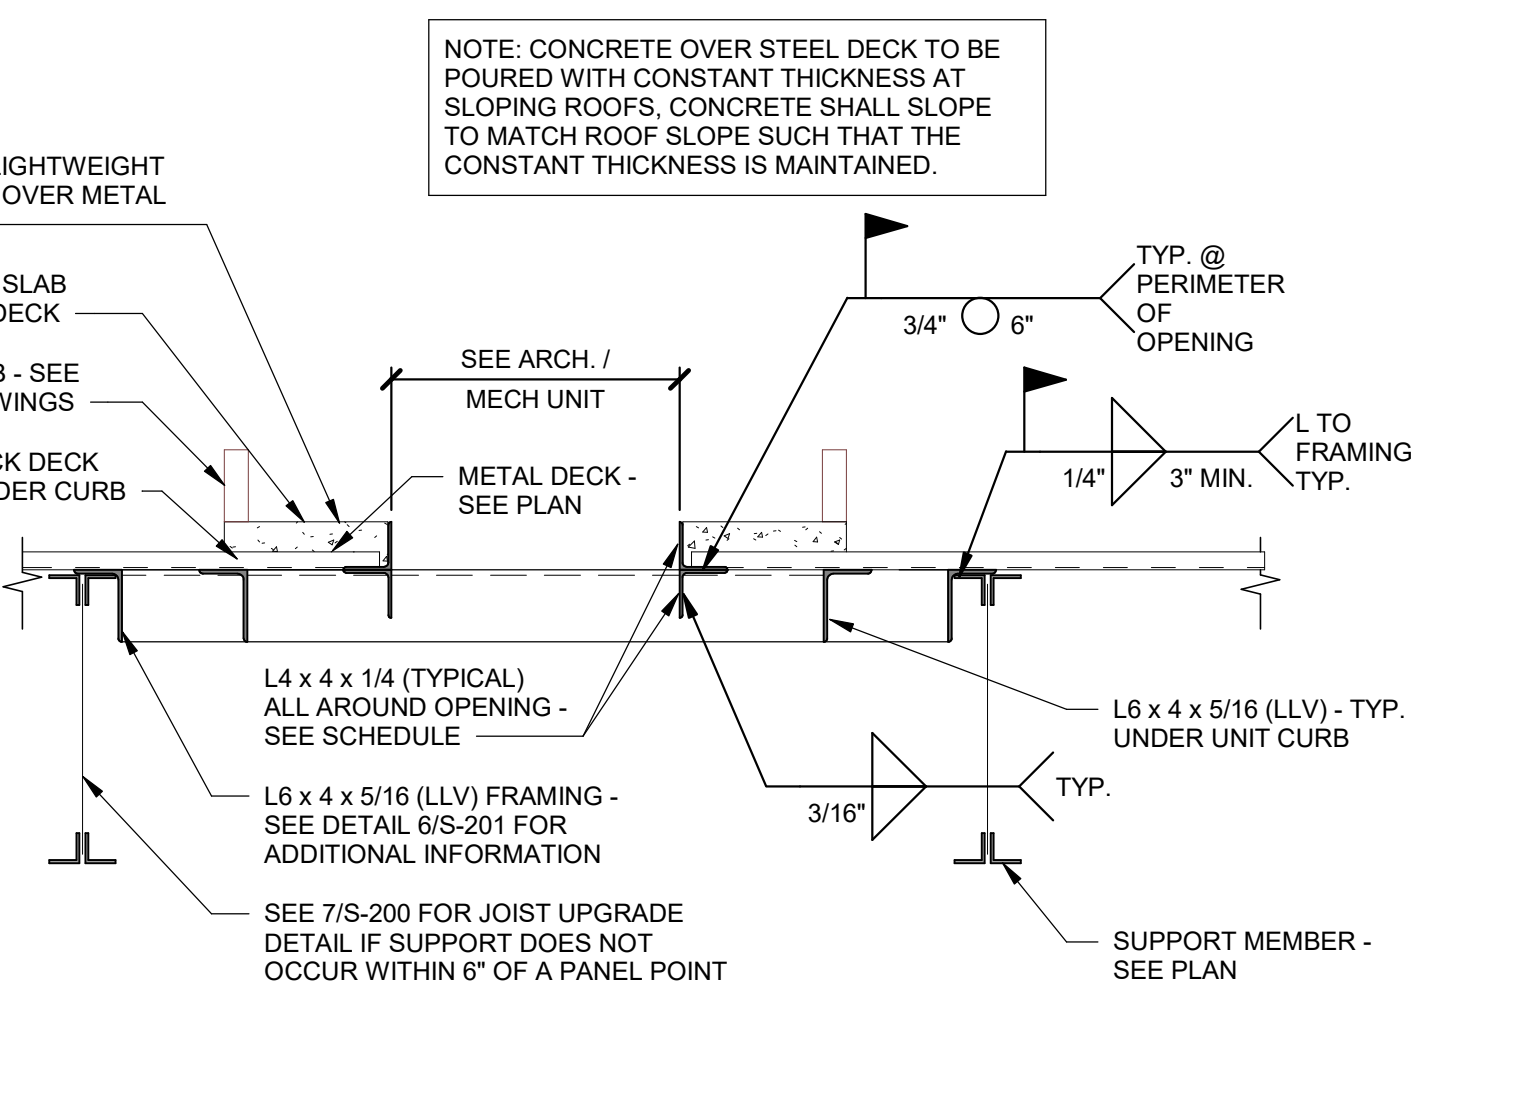 NOTE: CONCRETE OVER STEEL DECK TO BE
POURED WITH CONSTANT THICKNESS AT
SLOPING ROOFS, CONCRETE SHALL SLOPE
TO MATCH ROOF SLOPE SUCH THAT THE
CONSTANT THICKNESS IS MAINTAINED.
IGHTWEIGHT
OVER METAL
SLAB
DECK
- SEE
WINGS
CK DECK
DER CURB
SEE ARCH. /
MECH UNIT
METAL DECK -
SEE PLAN
3/4" 6"
TYP. @
PERIMETER
OF
OPENING
1/4" 3" MIN.
L TO
FRAMING
TYP.
L4 x 4 x 1/4 (TYPICAL)
ALL AROUND OPENING -
SEE SCHEDULE
L6 x 4 x 5/16 (LLV) FRAMING -
SEE DETAIL 6/S-201 FOR
ADDITIONAL INFORMATION
SEE 7/S-200 FOR JOIST UPGRADE
DETAIL IF SUPPORT DOES NOT
OCCUR WITHIN 6" OF A PANEL POINT
3/16"
TYP.
L6 x 4 x 5/16 (LLV) - TYP.
UNDER UNIT CURB
SUPPORT MEMBER -
SEE PLAN